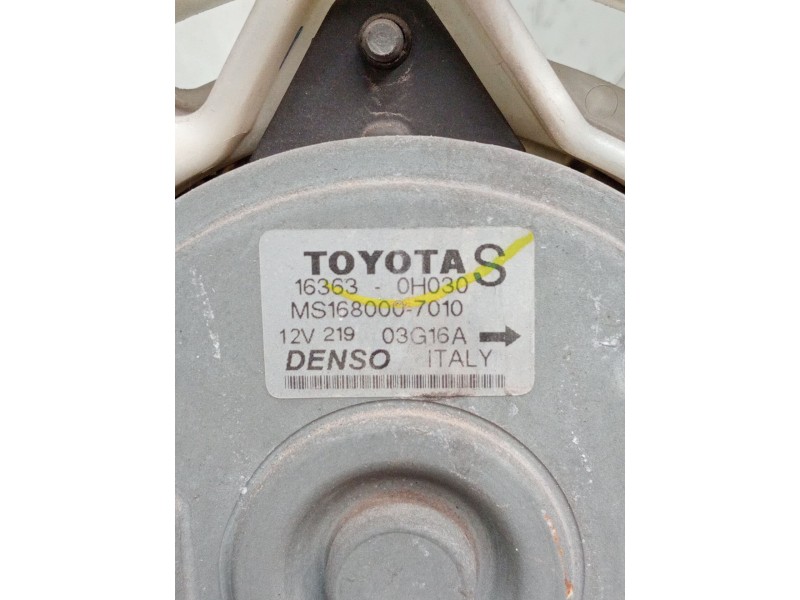 TOYOTA S
16363 - 0H030
MS168000-7010
12V 219 03G16A
DENSO ITALY